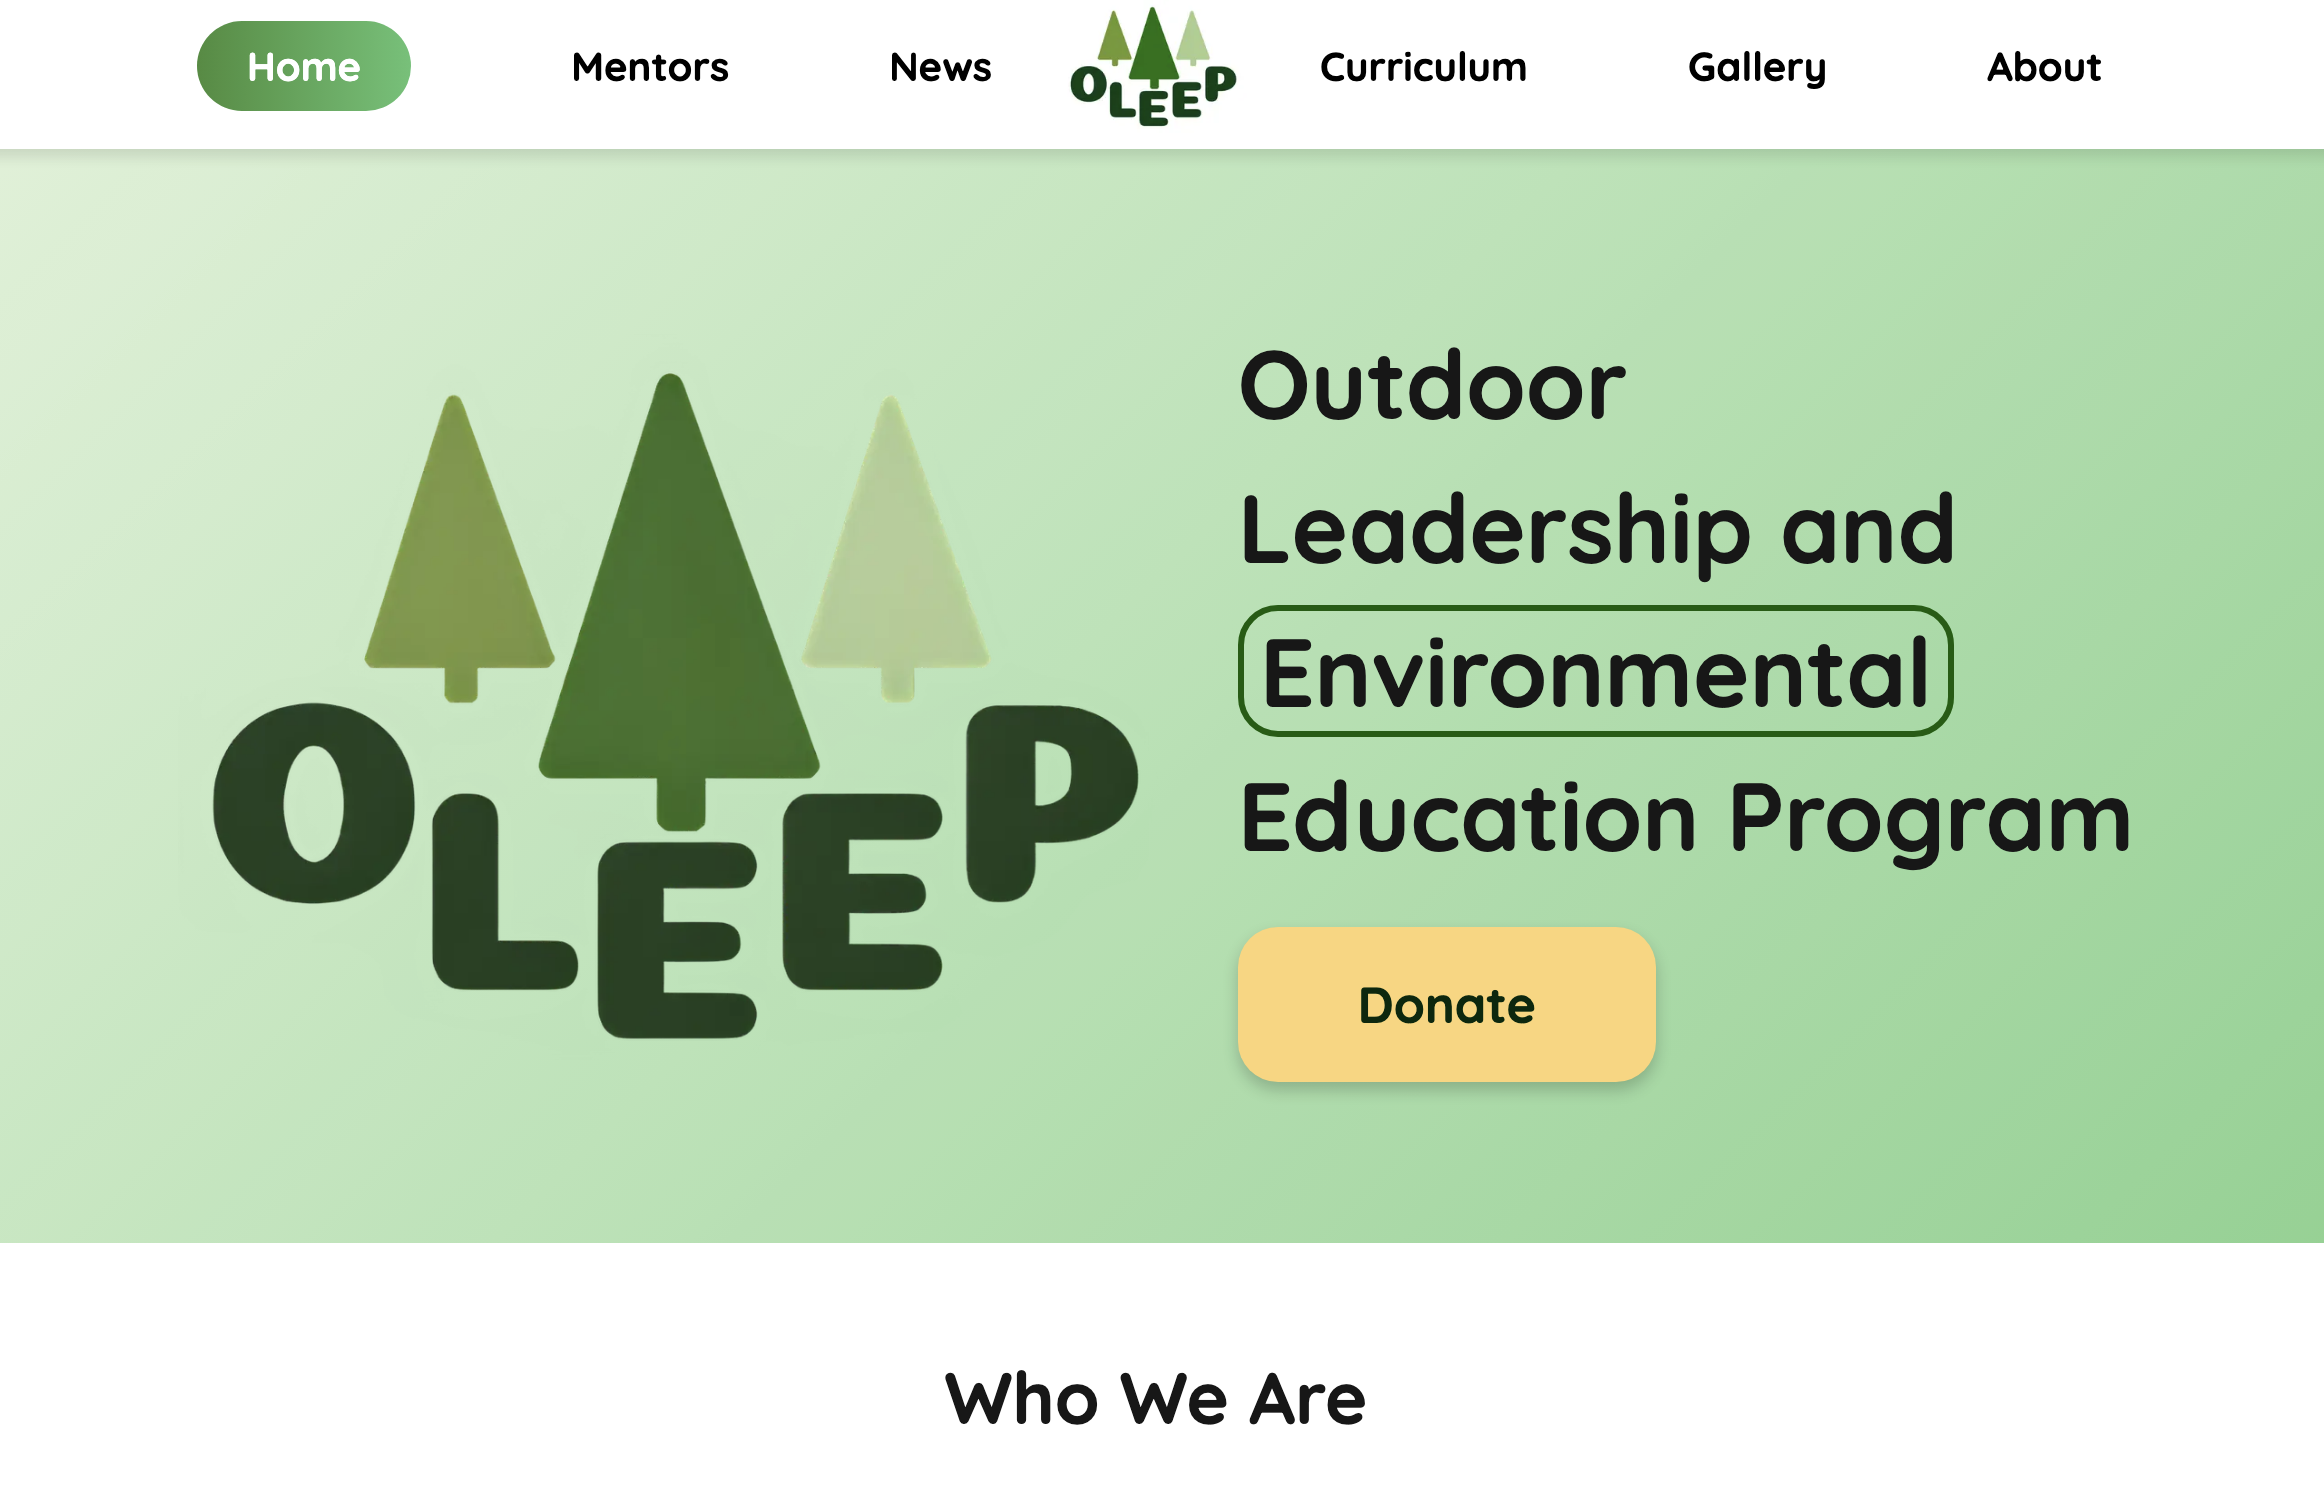 Home
Mentors
News
OLEEP
Curriculum
Gallery
About
OLEEP
Outdoor
Leadership and
Environmental
Education Program
Donate
Who We Are